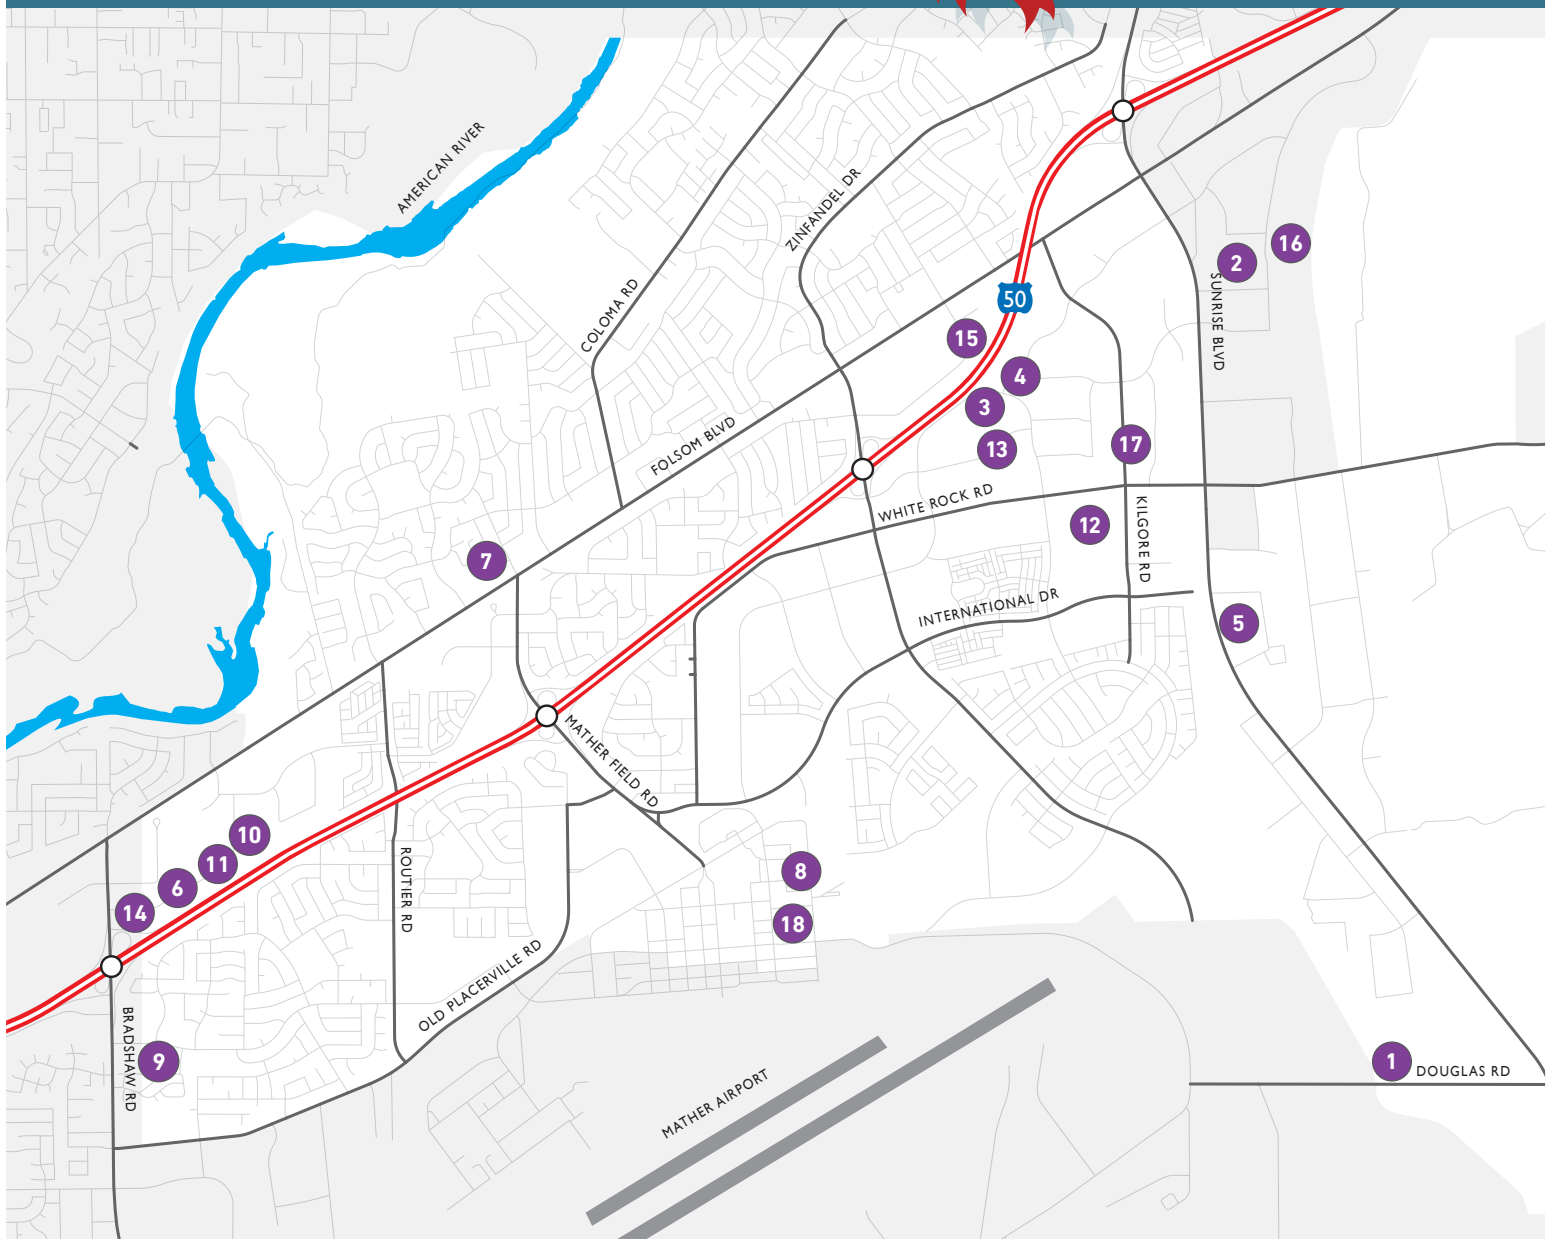 AMERICAN RIVER
ZINFANDEL DR
16
2
SUNRISE BLVD
COLOMA RD
50
15
4
3
FOLSOM BLVD
17
13
WHITE ROCK RD
12
KILGORE RD
7
INTERNATIONAL DR
5
MATHER FIELD RD
10
11
6
14
ROUTIER RD
8
18
OLD PLACERVILLE RD
BRADSHAW RD
9
1
DOUGLAS RD
MATHER AIRPORT